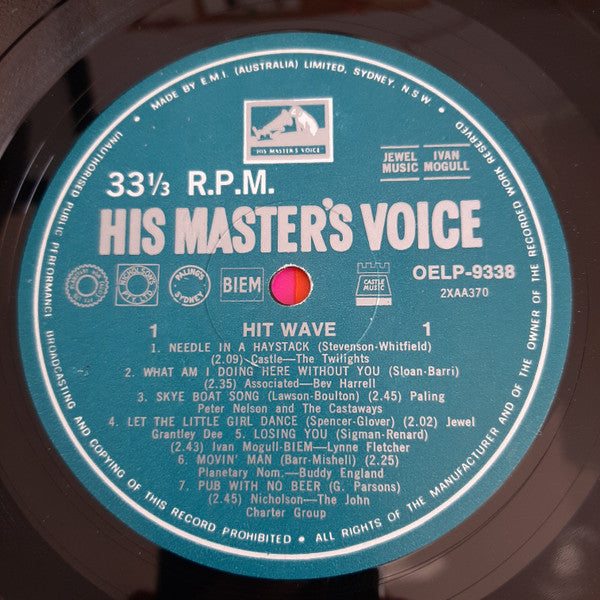 MADE BY E.M.I. (AUSTRALIA) LIMITED, SYDNEY, N.S.W.
HIS MASTER'S VOICE
JEWEL MUSIC
IVAN MOGULL
33⅓ R.P.M.
HIS MASTER'S VOICE
NICHOLSON'S
PALINGS SYDNEY
BIEM
CASTLE MUSIC
OELP-9338
2XAA370
1 HIT WAVE 1
1. NEEDLE IN A HAYSTACK (Stevenson-Whitfield)
(2.09) Castle—The Twilights
2. WHAT AM I DOING HERE WITHOUT YOU (Sloan-Barri)
(2.35) Associated—Bev Harrell
3. SKYE BOAT SONG (Lawson-Boulton) (2.45) Paling
Peter Nelson and The Castaways
4. LET THE LITTLE GIRL DANCE (Spencer-Glover) (2.02) Jewel
Grantley Dee 5. LOSING YOU (Sigman-Renard)
(2.43) Ivan Mogull-BIEM—Lynne Fletcher
6. MOVIN' MAN (Barr-Mishell) (2.25)
Planetary Nom.—Buddy England
7. PUB WITH NO BEER (G. Parsons)
(2.45) Nicholson—The John
Charter Group
UNAUTHORISED PUBLIC PERFORMANCE BROADCASTING AND COPYING OF THIS RECORD PROHIBITED • ALL RIGHTS OF THE MANUFACTURER AND OF THE OWNER OF THE RECORDED WORK RESERVED